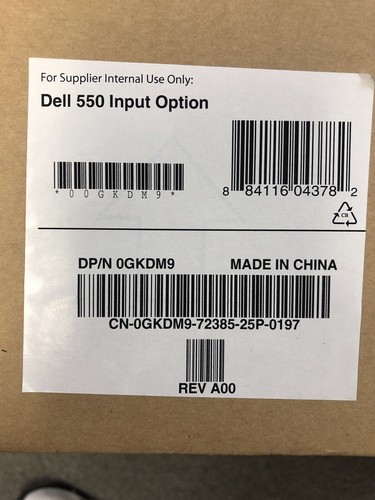 For Supplier Internal Use Only:
Dell 550 Input Option
*00GKDM9*
8 84116 04378 2
CB
DP/N 0GKDM9 MADE IN CHINA
CN-0GKDM9-72385-25P-0197
REV A00